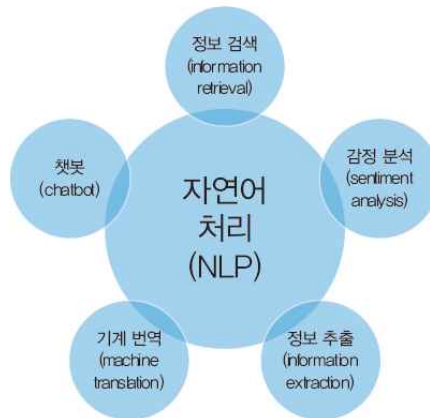 정보 검색
(information
retrieval)
챗봇
(chatbot)
감정 분석
(sentiment
analysis)
자연어
처리
(NLP)
기계 번역
(machine
translation)
정보 추출
(information
extraction)